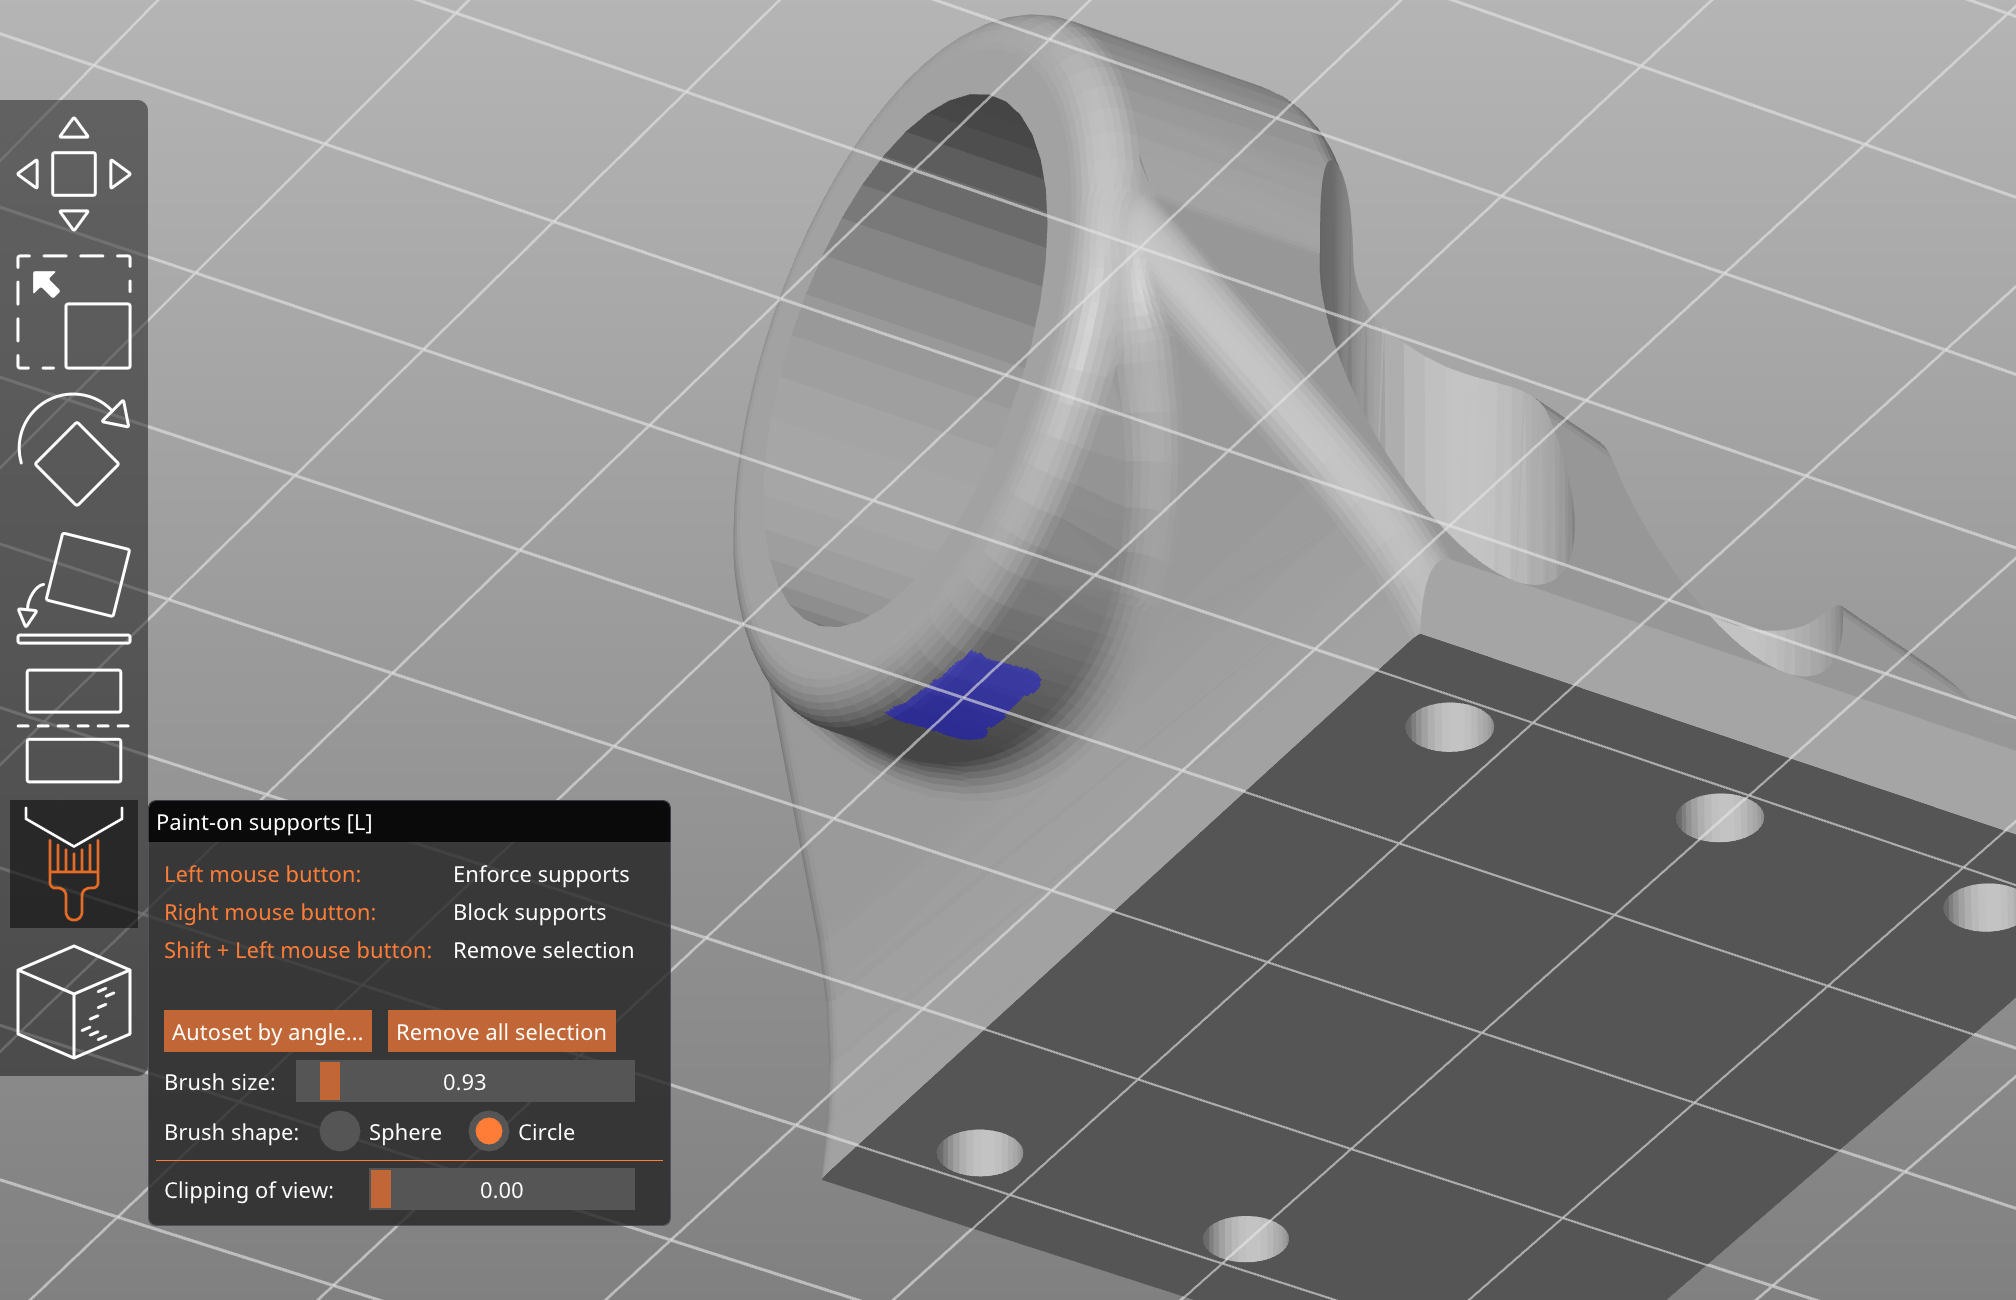 Paint-on supports [L]
Left mouse button: Enforce supports
Right mouse button: Block supports
Shift + Left mouse button: Remove selection
Autoset by angle... Remove all selection
Brush size: 0.93
Brush shape: Sphere Circle
Clipping of view: 0.00